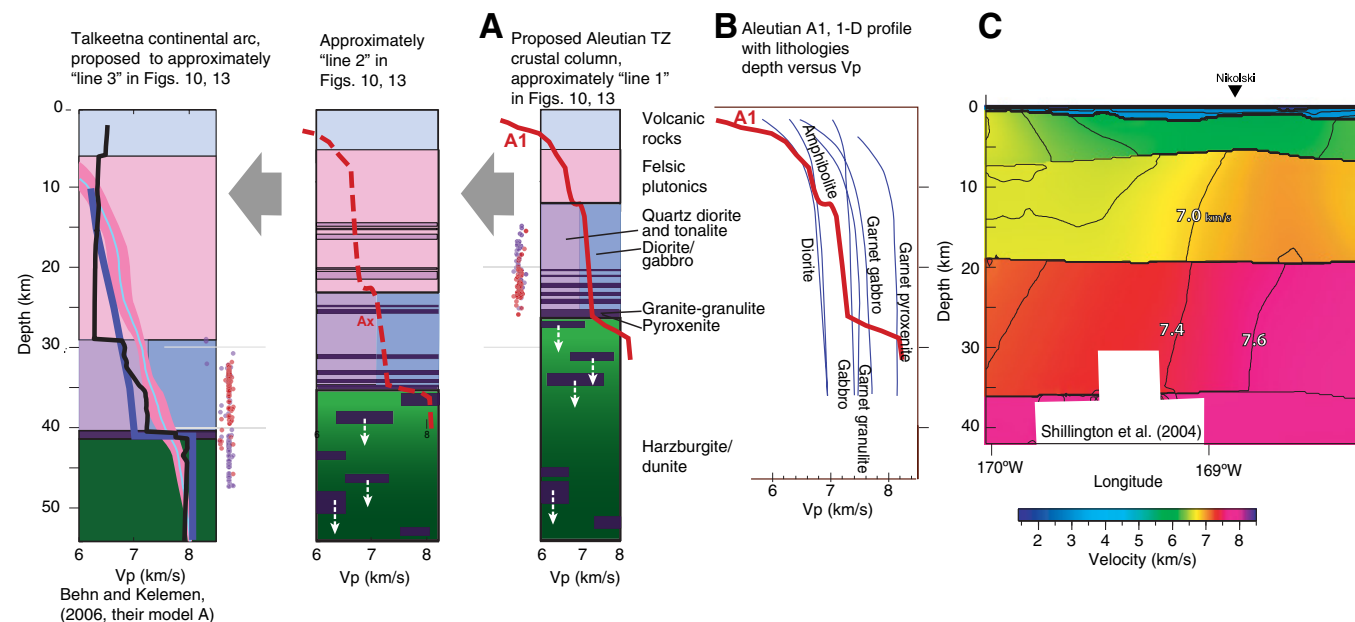 Talkeetna continental arc,
proposed to approximately
“line 3” in Figs. 10, 13
Approximately
“line 2” in
Figs. 10, 13
A
Proposed Aleutian TZ
crustal column,
approximately “line 1”
in Figs. 10, 13
B
Aleutian A1, 1-D profile
with lithologies
depth versus Vp
C
Nikolski
Depth (km)
0
10
20
30
40
50
6
7
8
Vp (km/s)
Behn and Kelemen,
(2006, their model A)
Ax
6
8
6
7
8
Vp (km/s)
A1
6
7
8
Vp (km/s)
Volcanic
rocks
Felsic
plutonics
Quartz diorite
and tonalite
Diorite/
gabbro
Granite-granulite
Pyroxenite
Harzburgite/
dunite
A1
Amphibolite
Diorite
Gabbro
Garnet gabbro
Garnet granulite
Garnet pyroxenite
6
7
8
Vp (km/s)
Depth (km)
0
10
20
30
40
7.0 km/s
7.4
7.6
Shillington et al. (2004)
170°W
169°W
Longitude
2
3
4
5
6
7
8
Velocity (km/s)